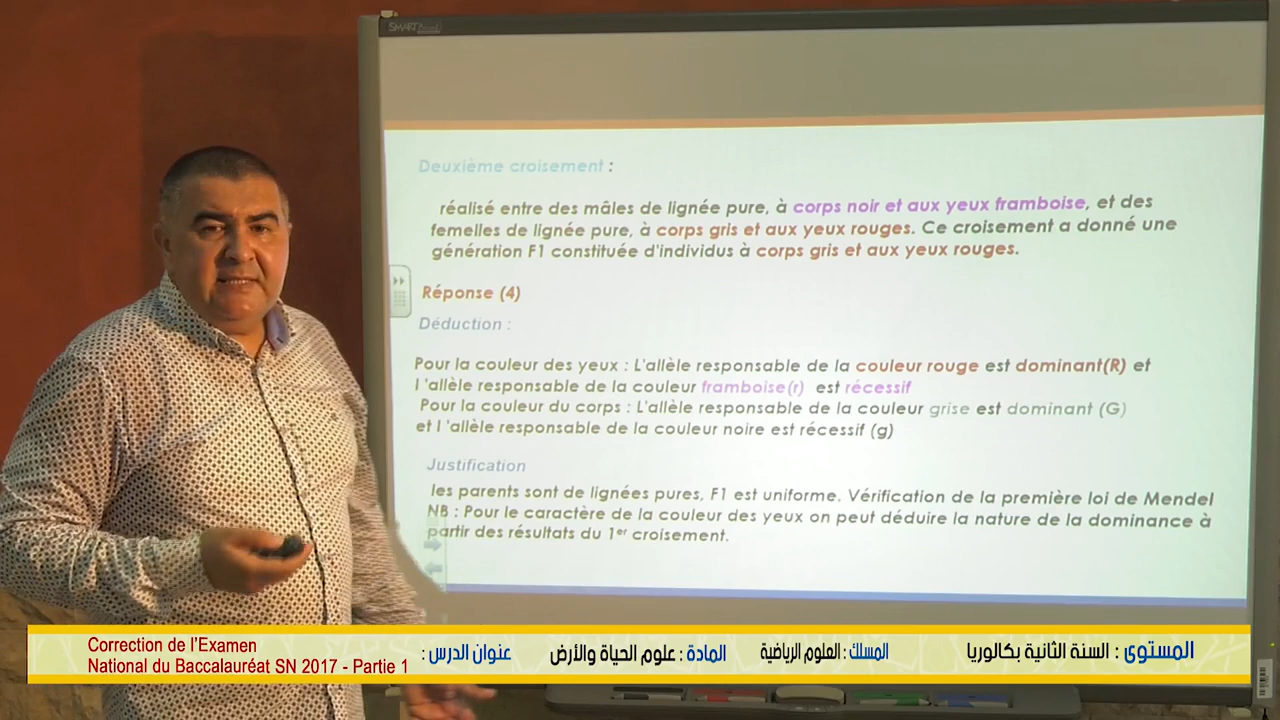 SMART Board
Deuxième croisement :
réalisé entre des mâles de lignée pure, à corps noir et aux yeux framboise, et des
femelles de lignée pure, à corps gris et aux yeux rouges. Ce croisement a donné une
génération F1 constituée d'individus à corps gris et aux yeux rouges.
Réponse (4)
Déduction :
Pour la couleur des yeux : L'allèle responsable de la couleur rouge est dominant(R) et
l 'allèle responsable de la couleur framboise(r) est récessif
Pour la couleur du corps : L'allèle responsable de la couleur grise est dominant (G)
et l 'allèle responsable de la couleur noire est récessif (g)
Justification
les parents sont de lignées pures, F1 est uniforme. Vérification de la première loi de Mendel
NB : Pour le caractère de la couleur des yeux on peut déduire la nature de la dominance à
partir des résultats du 1er croisement.
المستوى : السنة الثانية بكالوريا
المسلك : العلوم الرياضية
المادة : علوم الحياة والأرض
عنوان الدرس :
Correction de l'Examen
National du Baccalauréat SN 2017 - Partie 1